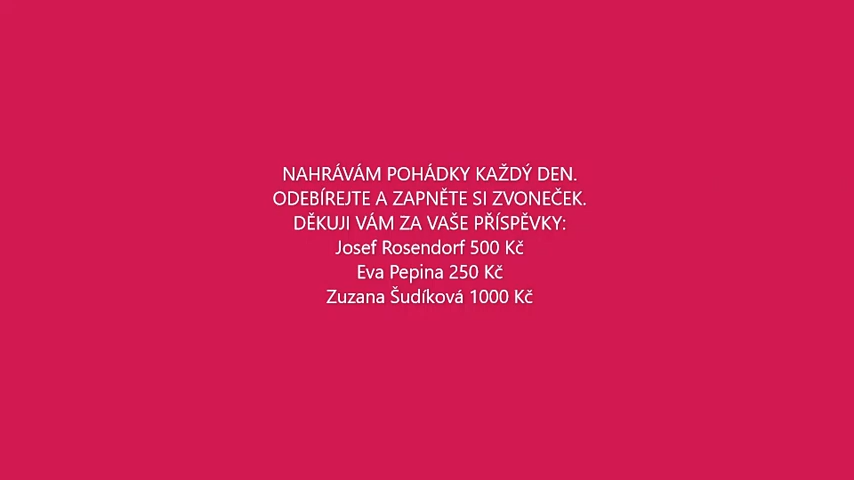 NAHRÁVÁM POHÁDKY KAŽDÝ DEN.
ODEBÍREJTE A ZAPNĚTE SI ZVONEČEK.
DĚKUJI VÁM ZA VAŠE PŘÍSPĚVKY:
Josef Rosendorf 500 Kč
Eva Pepina 250 Kč
Zuzana Šudíková 1000 Kč